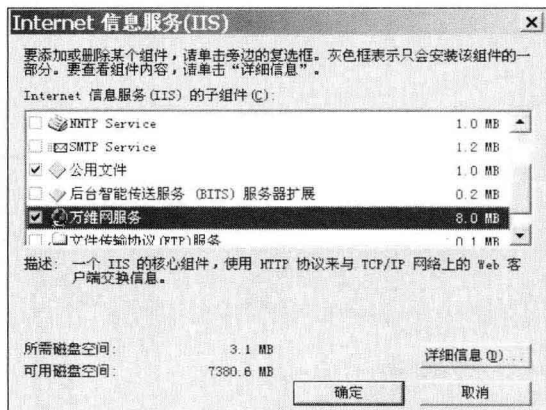 Internet 信息服务(IIS)
要添加或删除某个组件，请单击旁边的复选框。灰色框表示只会安装该组件的一
部分。要查看组件内容，请单击“详细信息”。
Internet 信息服务(IIS) 的子组件(C):
NNTP Service 1.0 MB
SMTP Service 1.2 MB
公用文件 1.0 MB
后台智能传送服务 (BITS) 服务器扩展 0.2 MB
万维网服务 8.0 MB
文件传输协议(FTP)服务 0.1 MB
描述: 一个 IIS 的核心组件，使用 HTTP 协议来与 TCP/IP 网络上的 Web 客
户端交换信息。
所需磁盘空间: 3.1 MB
可用磁盘空间: 7380.6 MB
详细信息(D)...
确定 取消